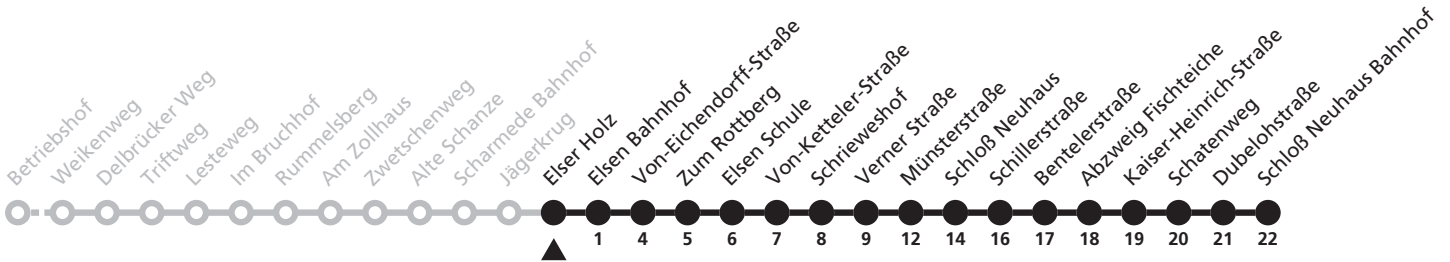 Betriebshof
Weikenweg
Delbrücker Weg
Triftweg
Lesteweg
Im Bruchhof
Rummelsberg
Am Zollhaus
Zwetschenweg
Alte Schanze
Scharmede Bahnhof
Jägerkrug
Elser Holz
Elsen Bahnhof
Von-Eichendorff-Straße
Zum Rottberg
Elsen Schule
Von-Ketteler-Straße
Schrieweshof
Verner Straße
Münsterstraße
Schloß Neuhaus
Schillerstraße
Bentelerstraße
Abzweig Fischteiche
Kaiser-Heinrich-Straße
Schatenweg
Dubelohstraße
Schloß Neuhaus Bahnhof
1 4 5 6 7 8 9 12 14 16 17 18 19 20 21 22